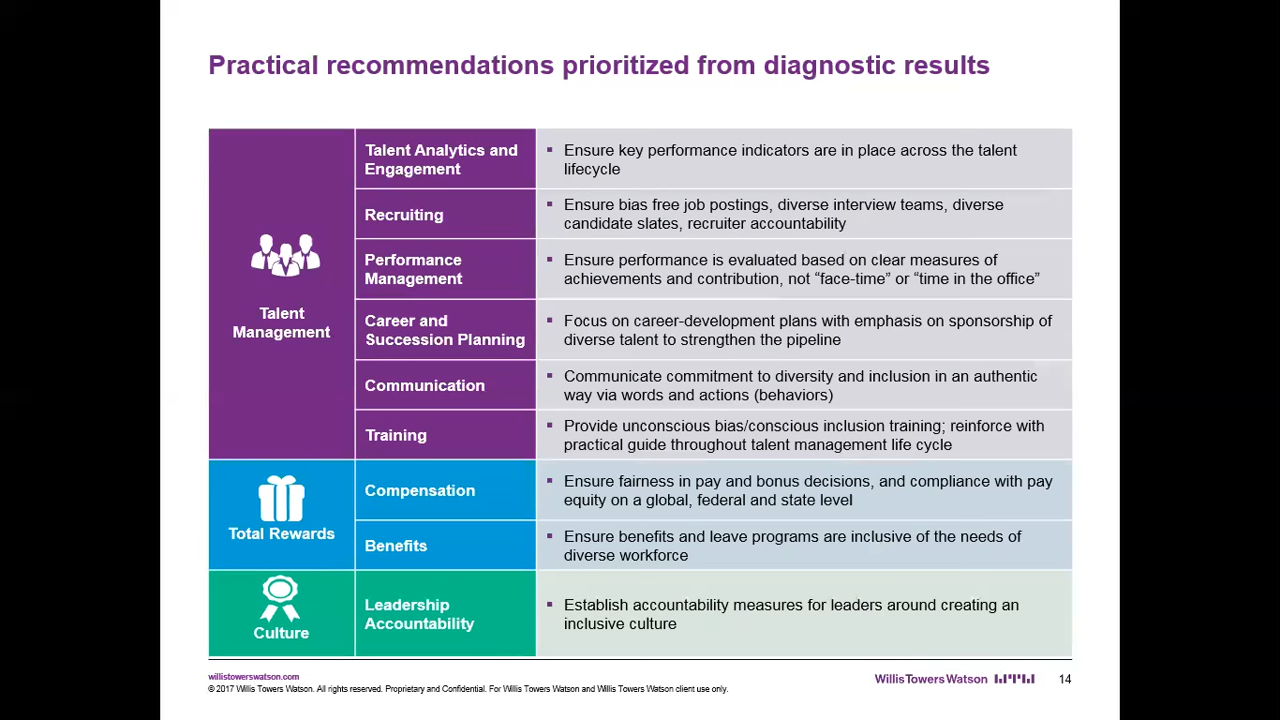 Practical recommendations prioritized from diagnostic results
Talent
Management
Talent Analytics and
Engagement
▪ Ensure key performance indicators are in place across the talent
lifecycle
Recruiting
▪ Ensure bias free job postings, diverse interview teams, diverse
candidate slates, recruiter accountability
Performance
Management
▪ Ensure performance is evaluated based on clear measures of
achievements and contribution, not “face-time” or “time in the office”
Career and
Succession Planning
▪ Focus on career-development plans with emphasis on sponsorship of
diverse talent to strengthen the pipeline
Communication
▪ Communicate commitment to diversity and inclusion in an authentic
way via words and actions (behaviors)
Training
▪ Provide unconscious bias/conscious inclusion training; reinforce with
practical guide throughout talent management life cycle
Total Rewards
Compensation
▪ Ensure fairness in pay and bonus decisions, and compliance with pay
equity on a global, federal and state level
Benefits
▪ Ensure benefits and leave programs are inclusive of the needs of
diverse workforce
Culture
Leadership
Accountability
▪ Establish accountability measures for leaders around creating an
inclusive culture
willistowerswatson.com
© 2017 Willis Towers Watson. All rights reserved. Proprietary and Confidential. For Willis Towers Watson and Willis Towers Watson client use only.
WillisTowersWatson
14